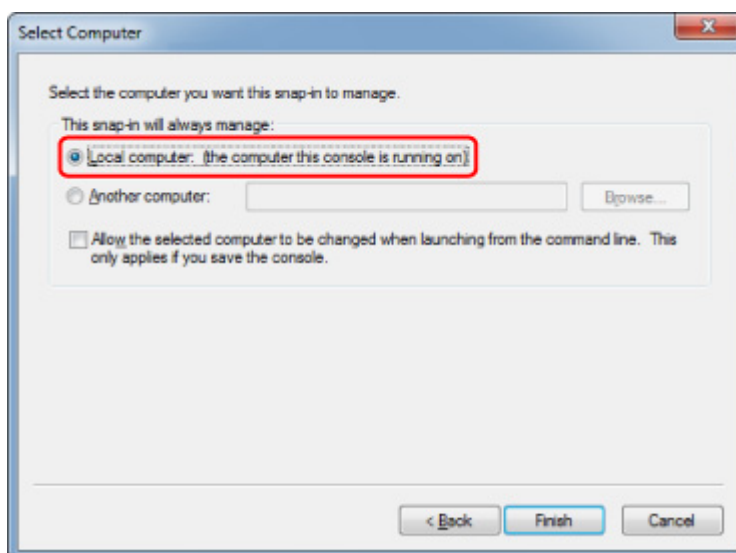 Select Computer
Select the computer you want this snap-in to manage.
This snap-in will always manage:
Local computer: (the computer this console is running on)
Another computer:
Browse...
Allow the selected computer to be changed when launching from the command line. This
only applies if you save the console.
< Back
Finish
Cancel